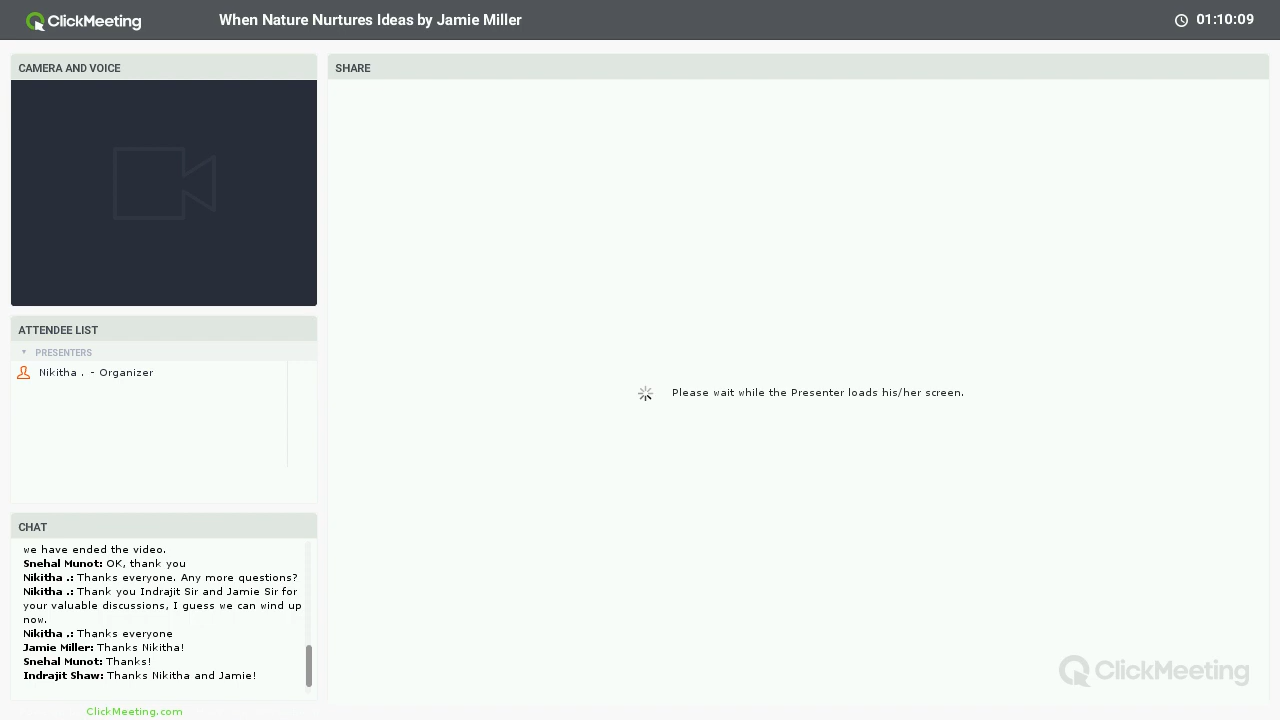 ClickMeeting
When Nature Nurtures Ideas by Jamie Miller
01:10:09
CAMERA AND VOICE
SHARE
ATTENDEE LIST
PRESENTERS
Nikitha . - Organizer
Please wait while the Presenter loads his/her screen.
CHAT
we have ended the video.
Snehal Munot: OK, thank you
Nikitha .: Thanks everyone. Any more questions?
Nikitha .: Thank you Indrajit Sir and Jamie Sir for
your valuable discussions, I guess we can wind up
now.
Nikitha .: Thanks everyone
Jamie Miller: Thanks Nikitha!
Snehal Munot: Thanks!
Indrajit Shaw: Thanks Nikitha and Jamie!
ClickMeeting
ClickMeeting.com